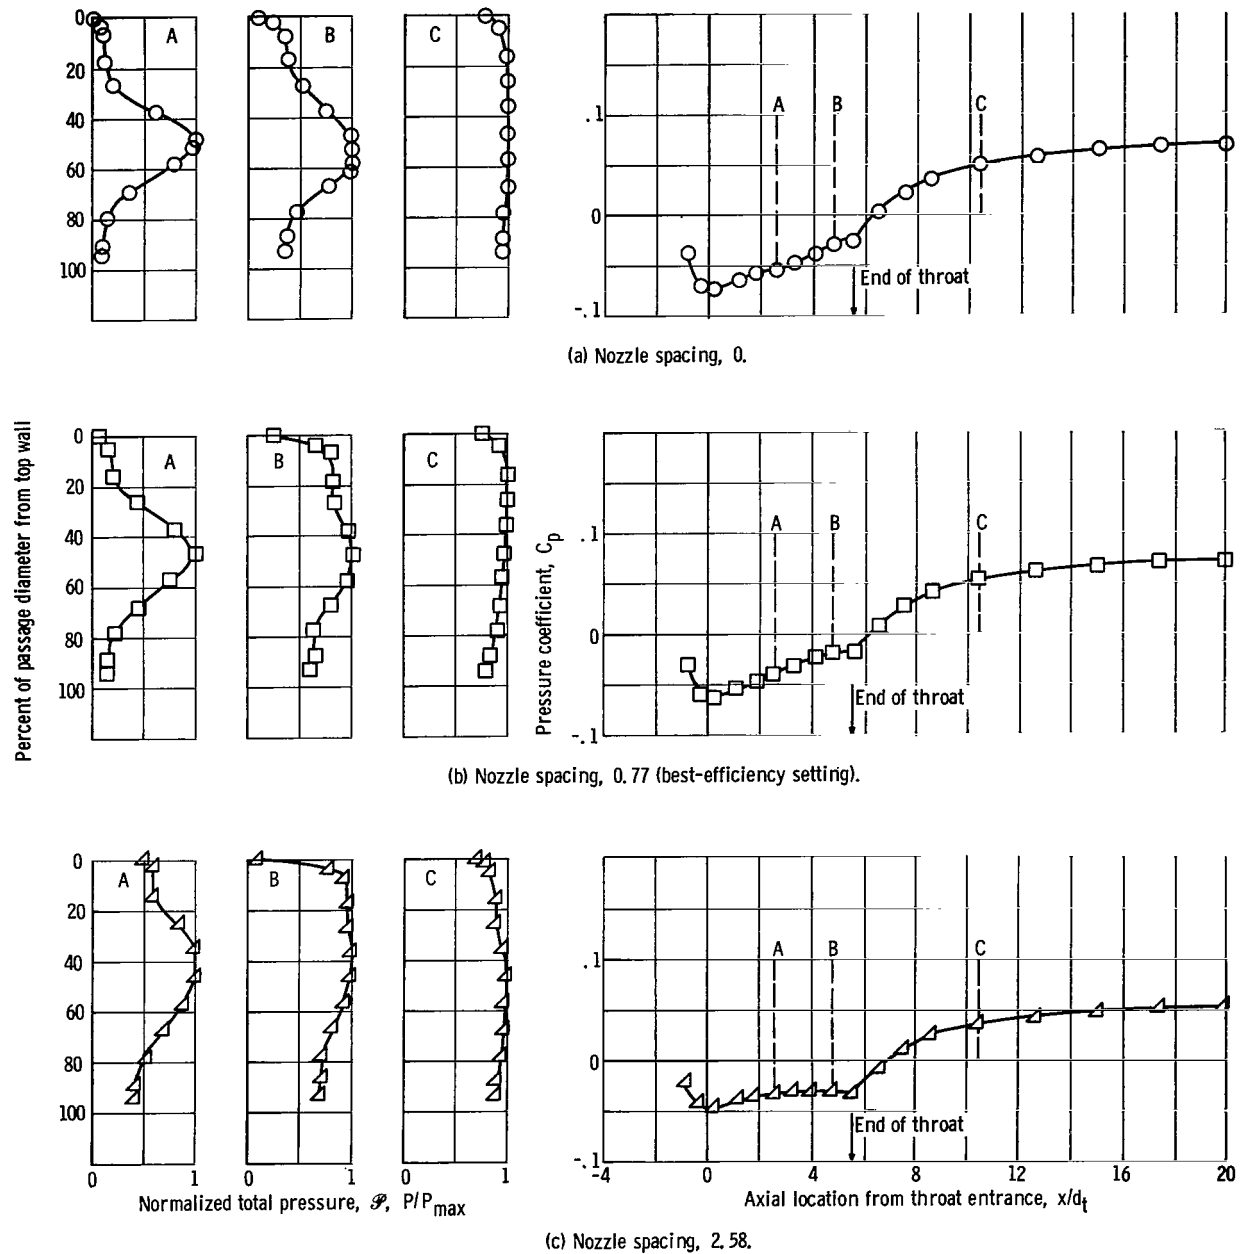 0
20
40
60
80
100
A
B
C
.1
0
-.1
A
B
C
End of throat
(a) Nozzle spacing, 0.
Percent of passage diameter from top wall
0
20
40
60
80
100
A
B
C
Pressure coefficient, Cp
.1
0
-.1
A
B
C
End of throat
(b) Nozzle spacing, 0.77 (best-efficiency setting).
0
20
40
60
80
100
A
B
C
0 1 0 1 0 1
Normalized total pressure, 𝒫, P/Pmax
.1
0
-.1
A
B
C
End of throat
-4 0 4 8 12 16 20
Axial location from throat entrance, x/dt
(c) Nozzle spacing, 2.58.